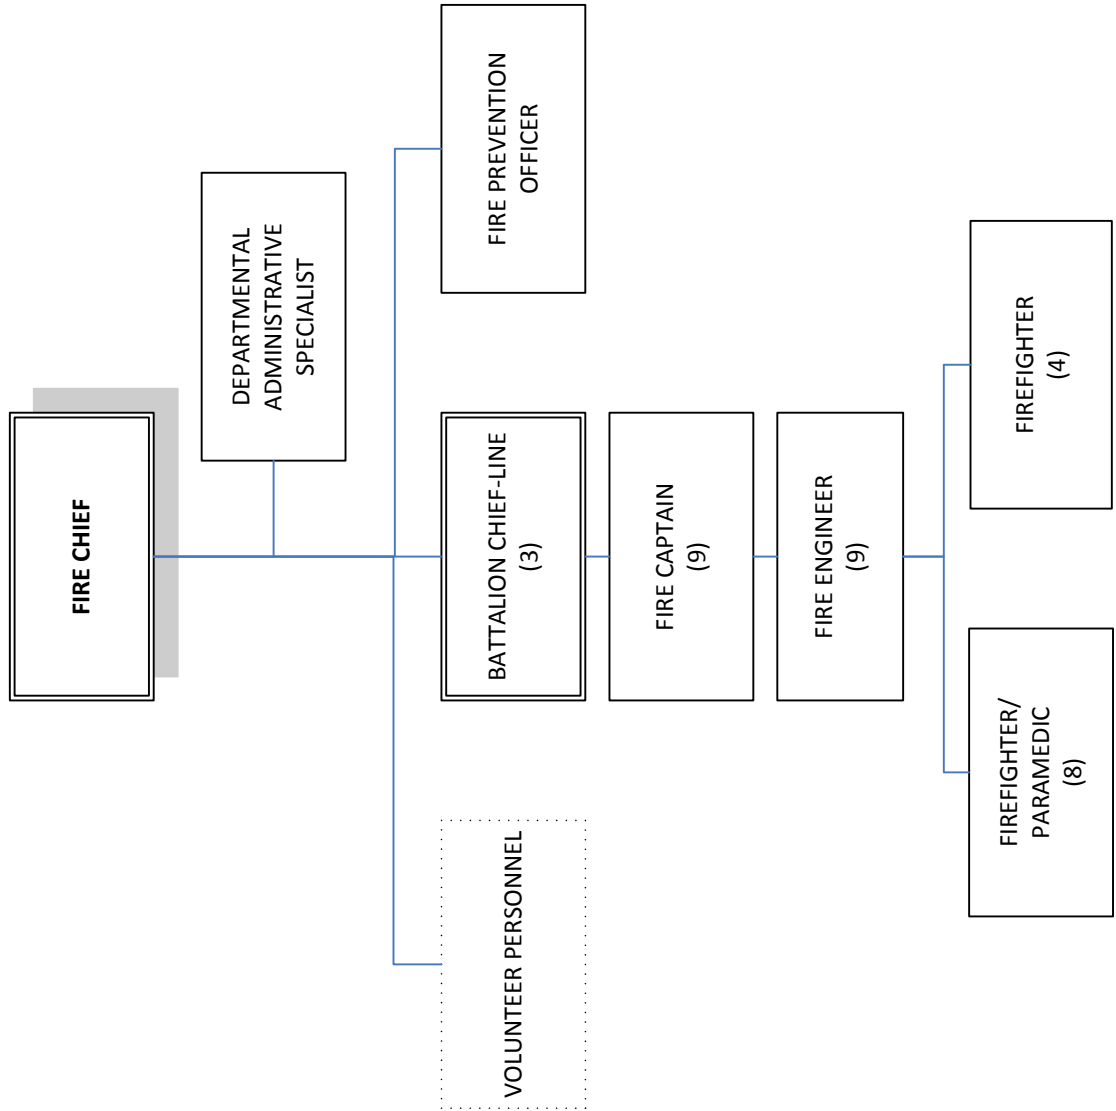 FIRE CHIEF
DEPARTMENTAL
ADMINISTRATIVE
SPECIALIST
VOLUNTEER PERSONNEL
BATTALION CHIEF-LINE
(3)
FIRE PREVENTION
OFFICER
FIRE CAPTAIN
(9)
FIRE ENGINEER
(9)
FIREFIGHTER/
PARAMEDIC
(8)
FIREFIGHTER
(4)